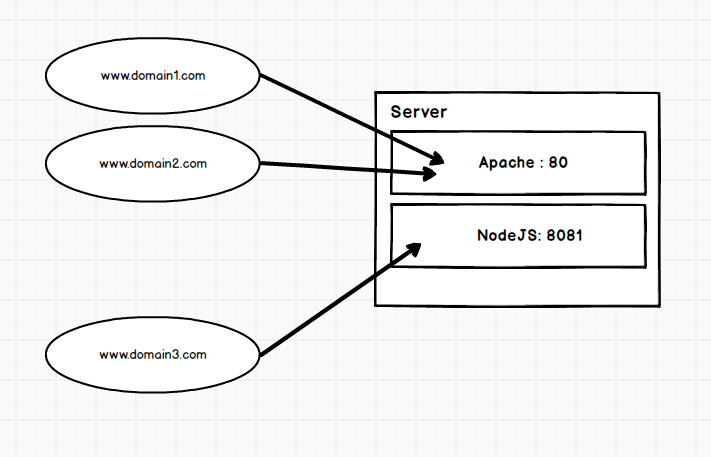 www.domain1.com
Server
www.domain2.com
Apache : 80
NodeJS: 8081
www.domain3.com